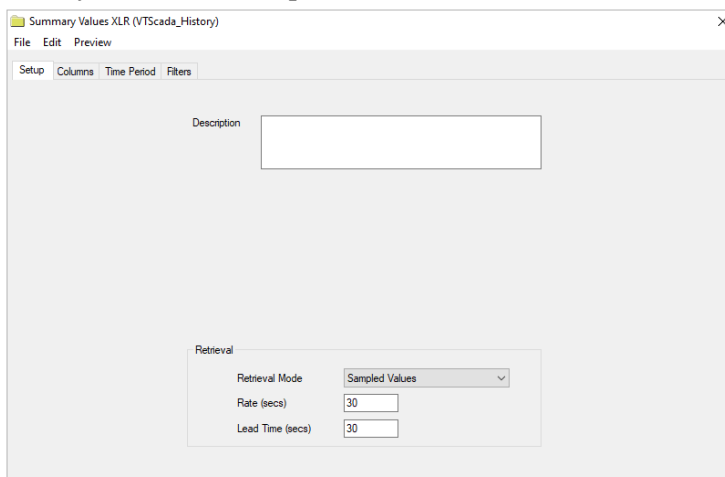 Summary Values XLR (VTScada_History)
File Edit Preview
Setup Columns Time Period Filters
Description
Retrieval
Retrieval Mode Sampled Values
Rate (secs) 30
Lead Time (secs) 30